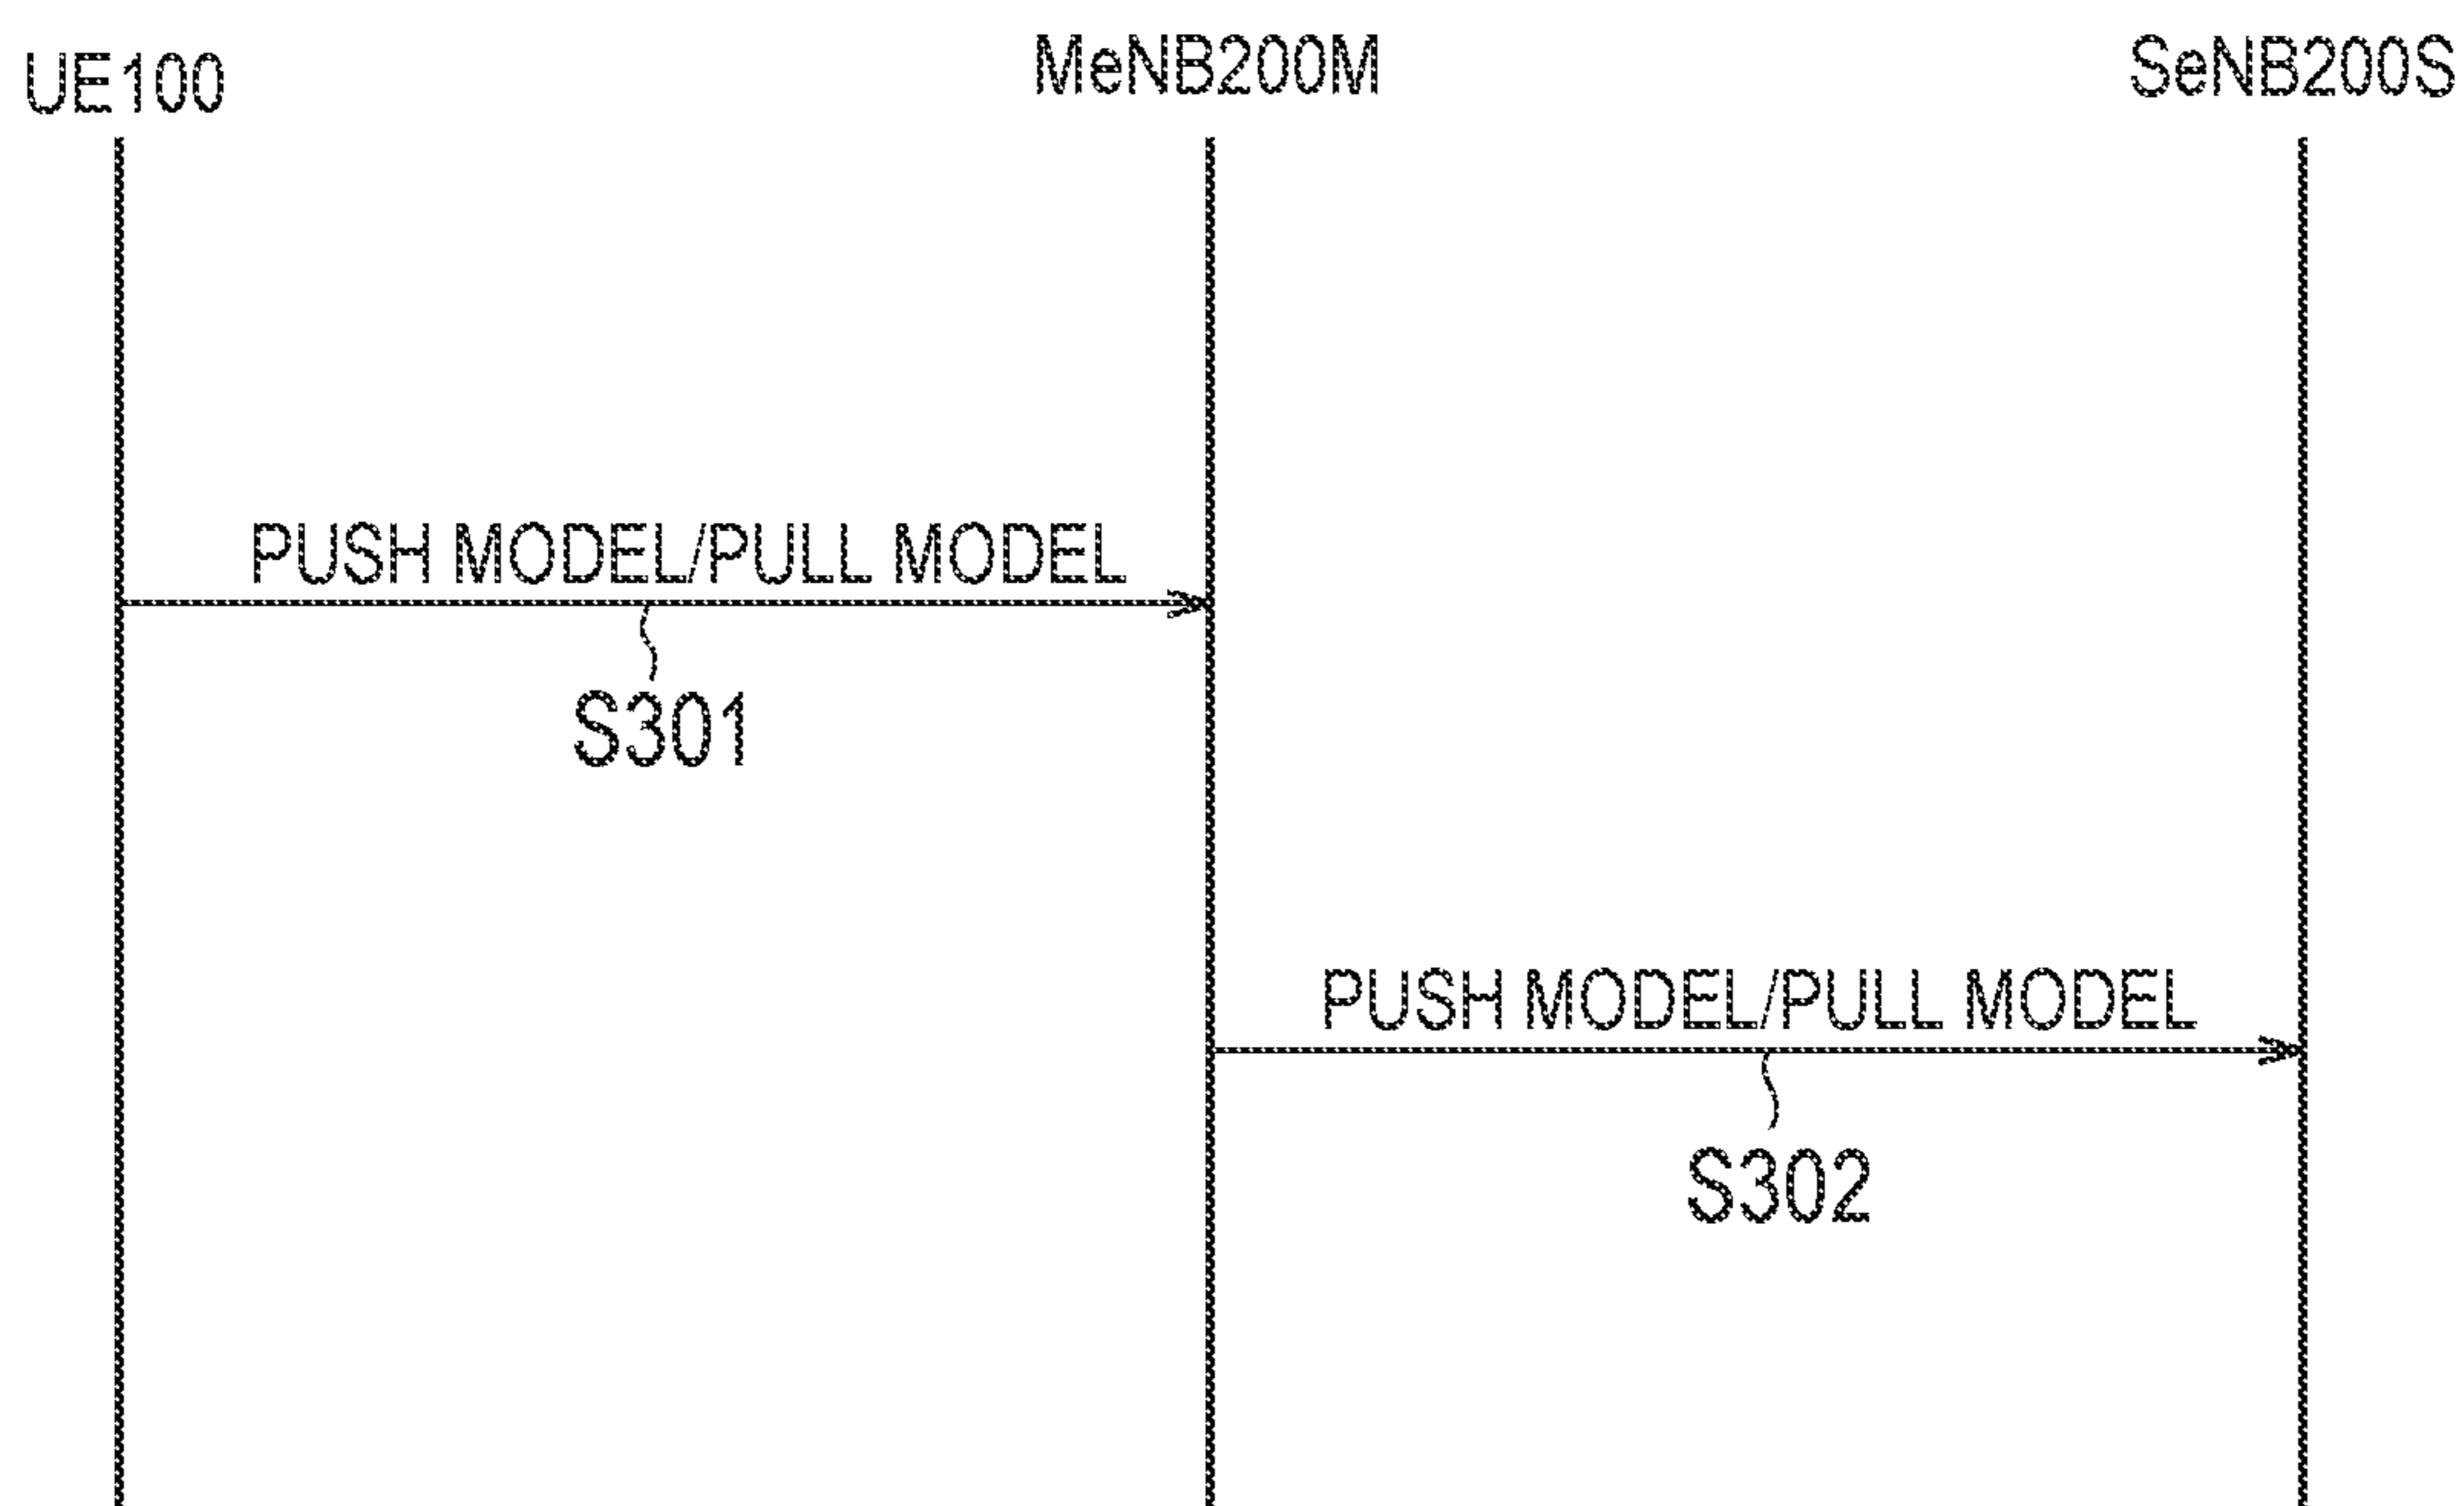 UE100
MeNB200M
SeNB200S
PUSH MODEL/PULL MODEL
S301
PUSH MODEL/PULL MODEL
S302